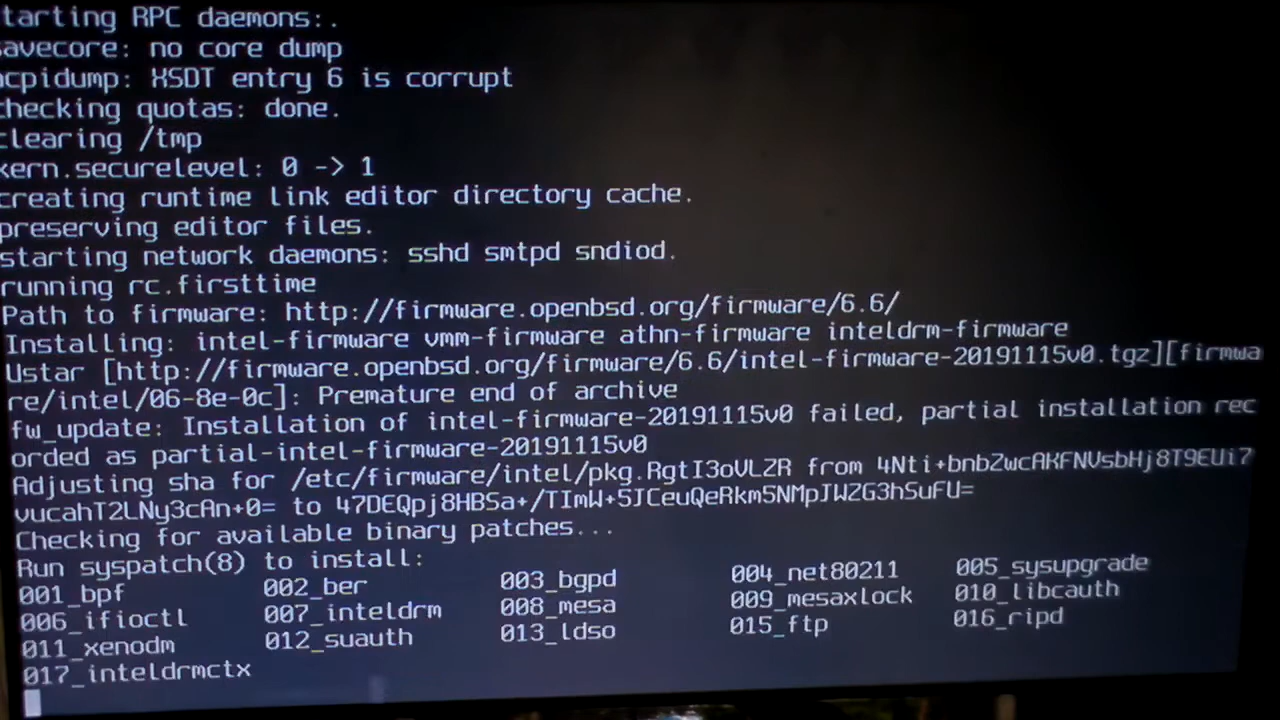 tarting RPC daemons:.
savecore: no core dump
acpidump: XSDT entry 6 is corrupt
checking quotas: done.
clearing /tmp
kern.securelevel: 0 -> 1
creating runtime link editor directory cache.
preserving editor files.
starting network daemons: sshd smtpd sndiod.
running rc.firsttime
Path to firmware: http://firmware.openbsd.org/firmware/6.6/
Installing: intel-firmware vmm-firmware athn-firmware inteldrm-firmware
Ustar [http://firmware.openbsd.org/firmware/6.6/intel-firmware-20191115v0.tgz][firmwa
re/intel/06-8e-0c]: Premature end of archive
fw_update: Installation of intel-firmware-20191115v0 failed, partial installation rec
orded as partial-intel-firmware-20191115v0
Adjusting sha for /etc/firmware/intel/pkg.RgtI3oVLZR from 4Nti+bnbZwcAKFNVsbHj8T9EUi7
vucahT2LNy3cAn+0= to 47DEQpj8HBSa+/TImW+5JCeuQeRkm5NMpJWZG3hSuFU=
Checking for available binary patches...
Run syspatch(8) to install:
001_bpf 002_ber 003_bgpd 004_net80211 005_sysupgrade
006_ifioctl 007_inteldrm 008_mesa 009_mesaxlock 010_libcauth
011_xenodm 012_suauth 013_ldso 015_ftp 016_ripd
017_inteldrmctx